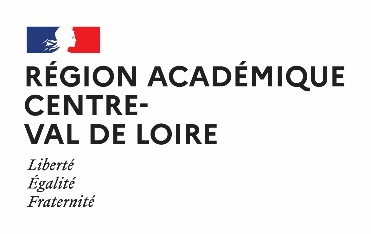 RÉGION ACADÉMIQUE
CENTRE-
VAL DE LOIRE
Liberté
Égalité
Fraternité